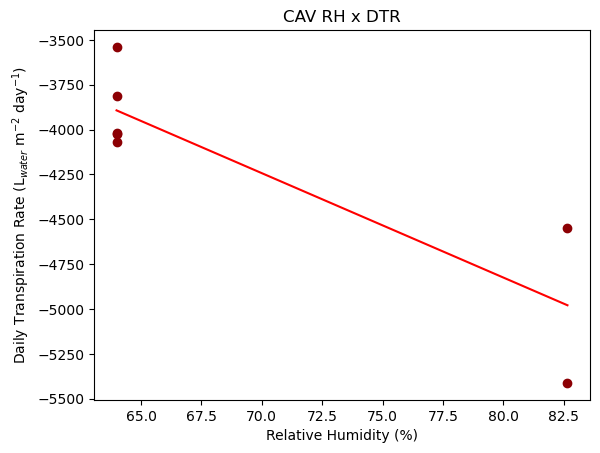 CAV RH x DTR
Daily Transpiration Rate (L_water m⁻² day⁻¹)
−3500
−3750
−4000
−4250
−4500
−4750
−5000
−5250
−5500
65.0 67.5 70.0 72.5 75.0 77.5 80.0 82.5
Relative Humidity (%)